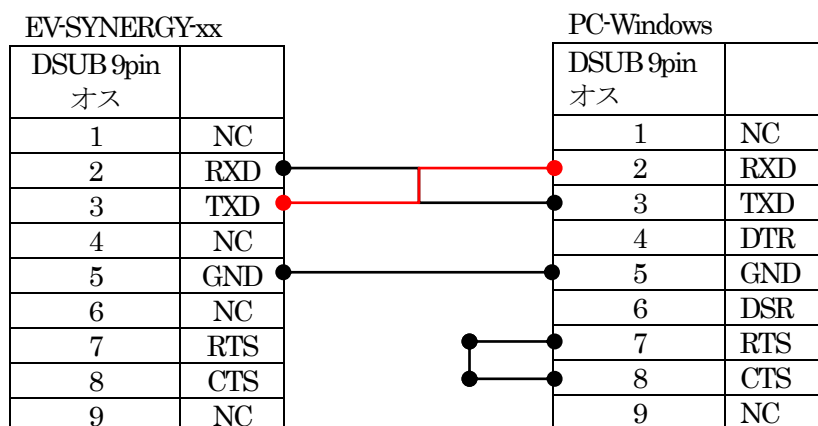 EV-SYNERGY-xx
DSUB 9pin
オス
1 NC
2 RXD
3 TXD
4 NC
5 GND
6 NC
7 RTS
8 CTS
9 NC
PC-Windows
DSUB 9pin
オス
1 NC
2 RXD
3 TXD
4 DTR
5 GND
6 DSR
7 RTS
8 CTS
9 NC